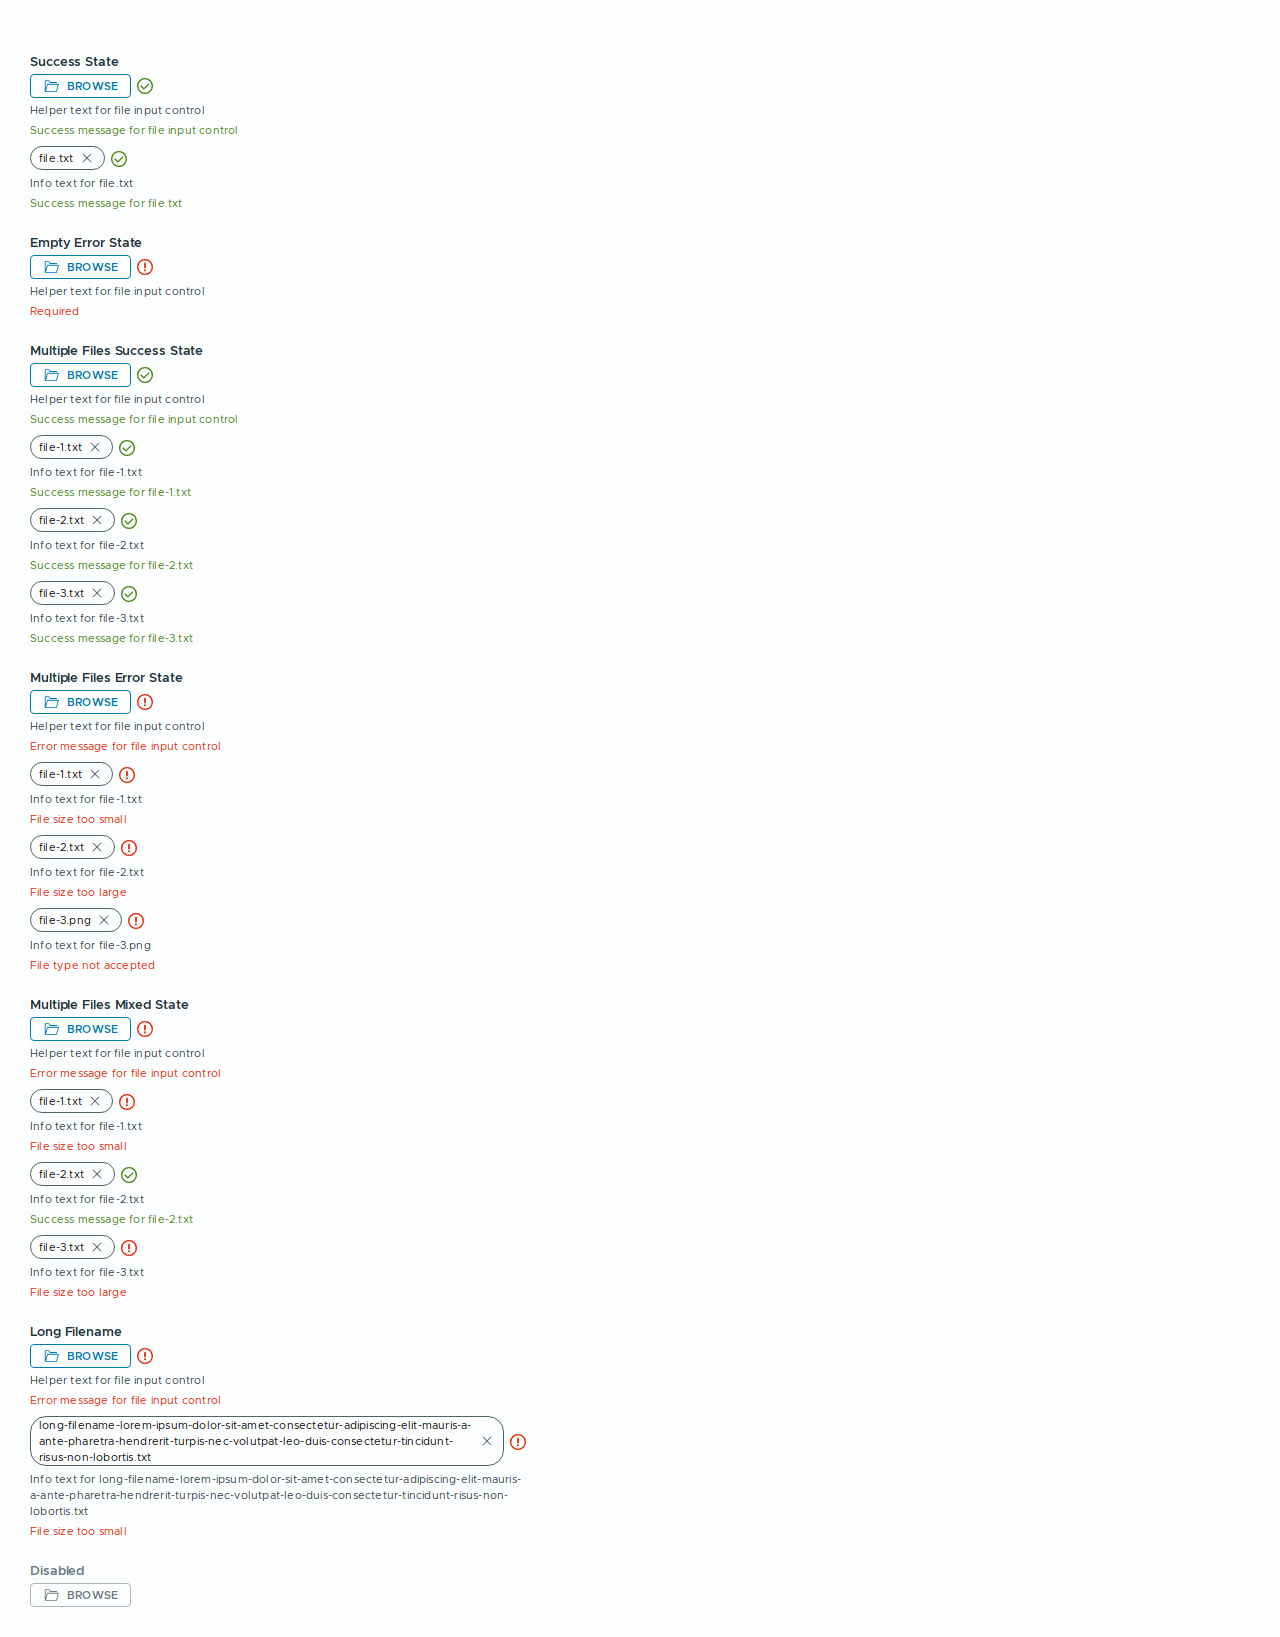 Success State
BROWSE
Helper text for file input control
Success message for file input control
file.txt
Info text for file.txt
Success message for file.txt
Empty Error State
BROWSE
Helper text for file input control
Required
Multiple Files Success State
BROWSE
Helper text for file input control
Success message for file input control
file-1.txt
Info text for file-1.txt
Success message for file-1.txt
file-2.txt
Info text for file-2.txt
Success message for file-2.txt
file-3.txt
Info text for file-3.txt
Success message for file-3.txt
Multiple Files Error State
BROWSE
Helper text for file input control
Error message for file input control
file-1.txt
Info text for file-1.txt
File size too small
file-2.txt
Info text for file-2.txt
File size too large
file-3.png
Info text for file-3.png
File type not accepted
Multiple Files Mixed State
BROWSE
Helper text for file input control
Error message for file input control
file-1.txt
Info text for file-1.txt
File size too small
file-2.txt
Info text for file-2.txt
Success message for file-2.txt
file-3.txt
Info text for file-3.txt
File size too large
Long Filename
BROWSE
Helper text for file input control
Error message for file input control
long-filename-lorem-ipsum-dolor-sit-amet-consectetur-adipiscing-elit-mauris-a-
ante-pharetra-hendrerit-turpis-nec-volutpat-leo-duis-consectetur-tincidunt-
risus-non-lobortis.txt
Info text for long-filename-lorem-ipsum-dolor-sit-amet-consectetur-adipiscing-elit-mauris-
a-ante-pharetra-hendrerit-turpis-nec-volutpat-leo-duis-consectetur-tincidunt-risus-non-
lobortis.txt
File size too small
Disabled
BROWSE